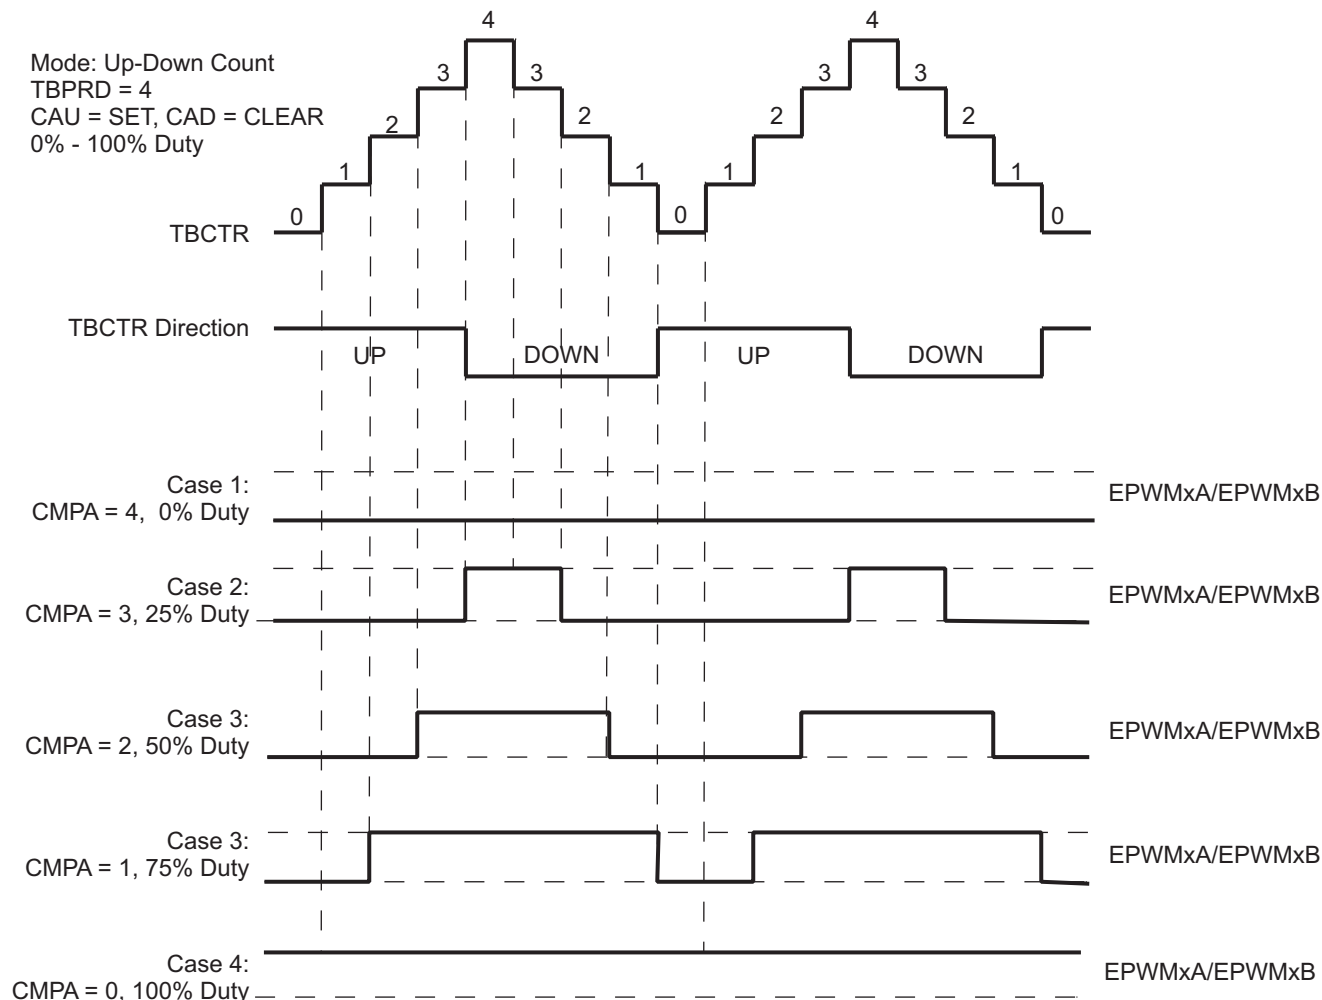 4
4
Mode: Up-Down Count
TBPRD = 4
CAU = SET, CAD = CLEAR
0% - 100% Duty
3
3
3
3
2
2
2
2
1
1
1
1
0
0
0
TBCTR
TBCTR Direction
UP
DOWN
UP
DOWN
Case 1:
CMPA = 4, 0% Duty
EPWMxA/EPWMxB
Case 2:
CMPA = 3, 25% Duty
EPWMxA/EPWMxB
Case 3:
CMPA = 2, 50% Duty
EPWMxA/EPWMxB
Case 3:
CMPA = 1, 75% Duty
EPWMxA/EPWMxB
Case 4:
CMPA = 0, 100% Duty
EPWMxA/EPWMxB